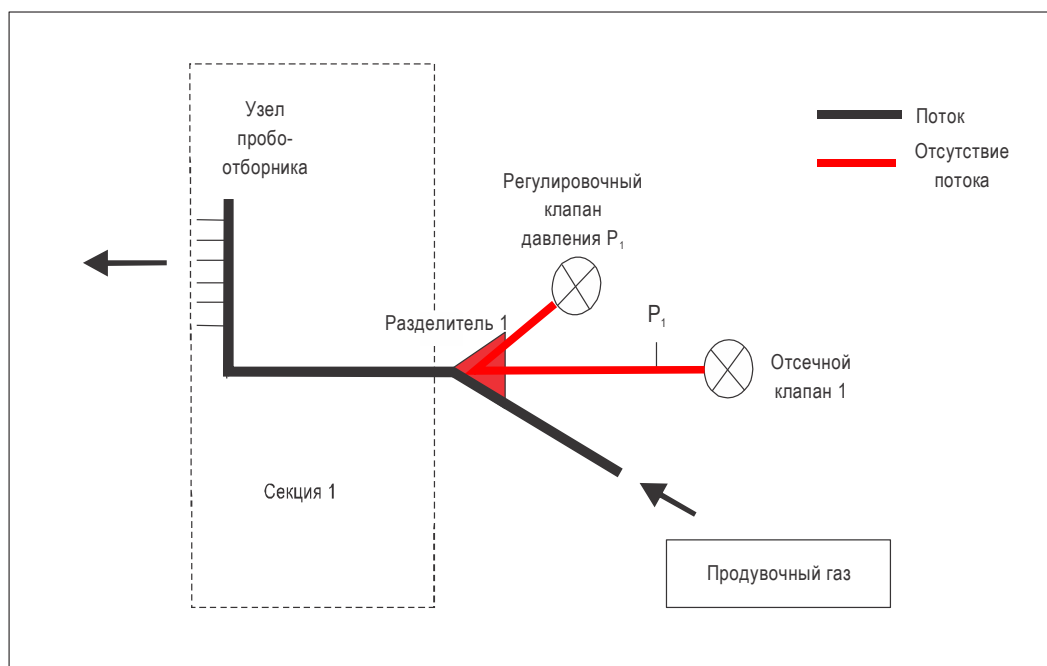 Узел
пробо-
отборника
Поток
Отсутствие
потока
Регулировочный
клапан
давления P₁
Разделитель 1
P₁
Отсечной
клапан 1
Секция 1
Продувочный газ